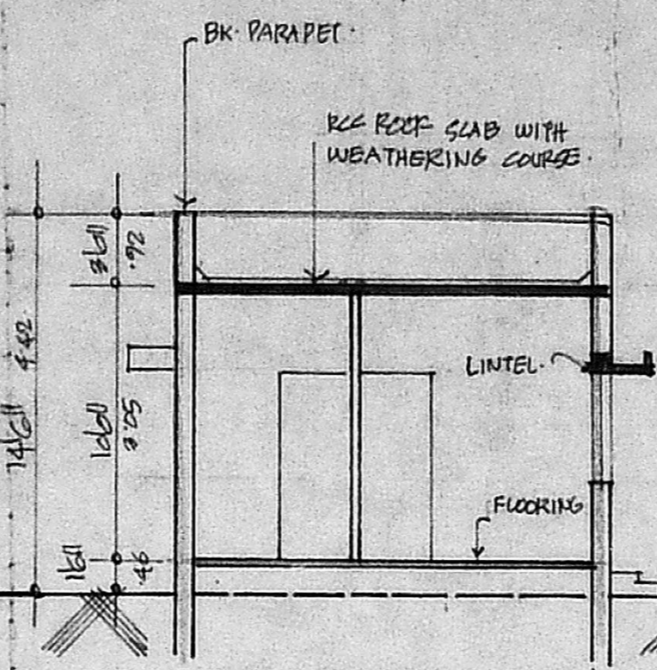 BK. PARAPET.
RCC ROOF SLAB WITH
WEATHERING COURSE.
3'0"
.92
14'6"
4.42
10'0"
3.05
LINTEL.
FLOORING
1'6"
.46